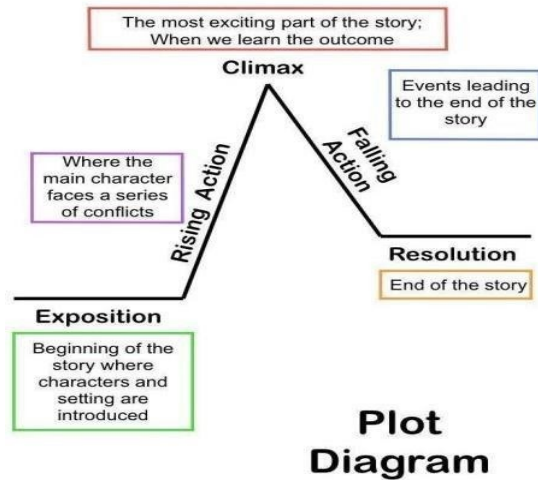 The most exciting part of the story;
When we learn the outcome
Climax
Events leading
to the end of the
story
Falling
Action
Where the
main character
faces a series
of conflicts
Rising Action
Resolution
End of the story
Exposition
Beginning of the
story where
characters and
setting are
introduced
Plot
Diagram